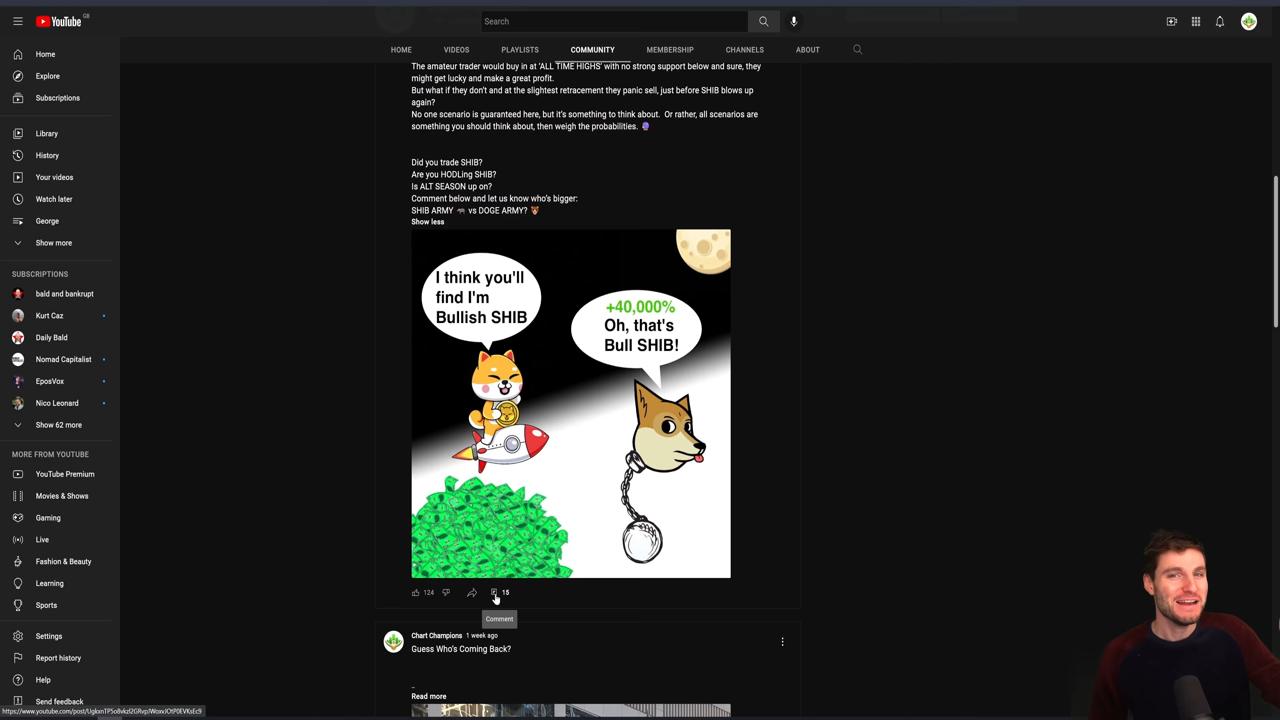 YouTube GB
Search
HOME VIDEOS PLAYLISTS COMMUNITY MEMBERSHIP CHANNELS ABOUT
Home
Explore
Subscriptions
Library
History
Your videos
Watch later
George
Show more
SUBSCRIPTIONS
bald and bankrupt
Kurt Caz
Daily Bald
Nomad Capitalist
EposVox
Nico Leonard
Show 62 more
MORE FROM YOUTUBE
YouTube Premium
Movies & Shows
Gaming
Live
Fashion & Beauty
Learning
Sports
Settings
Report history
Help
Send feedback
The amateur trader would buy in at 'ALL TIME HIGHS' with no strong support below and sure, they
might get lucky and make a great profit.
But what if they don't and at the slightest retracement they panic sell, just before SHIB blows up
again?
No one scenario is guaranteed here, but it's something to think about. Or rather, all scenarios are
something you should think about, then weigh the probabilities. 🔮
Did you trade SHIB?
Are you HODLing SHIB?
Is ALT SEASON up on?
Comment below and let us know who's bigger:
SHIB ARMY 🐕 vs DOGE ARMY? 🐶
Show less
I think you'll
find I'm
Bullish SHIB
+40,000%
Oh, that's
Bull SHIB!
124
15
Comment
Chart Champions 1 week ago
Guess Who's Coming Back?
..
Read more